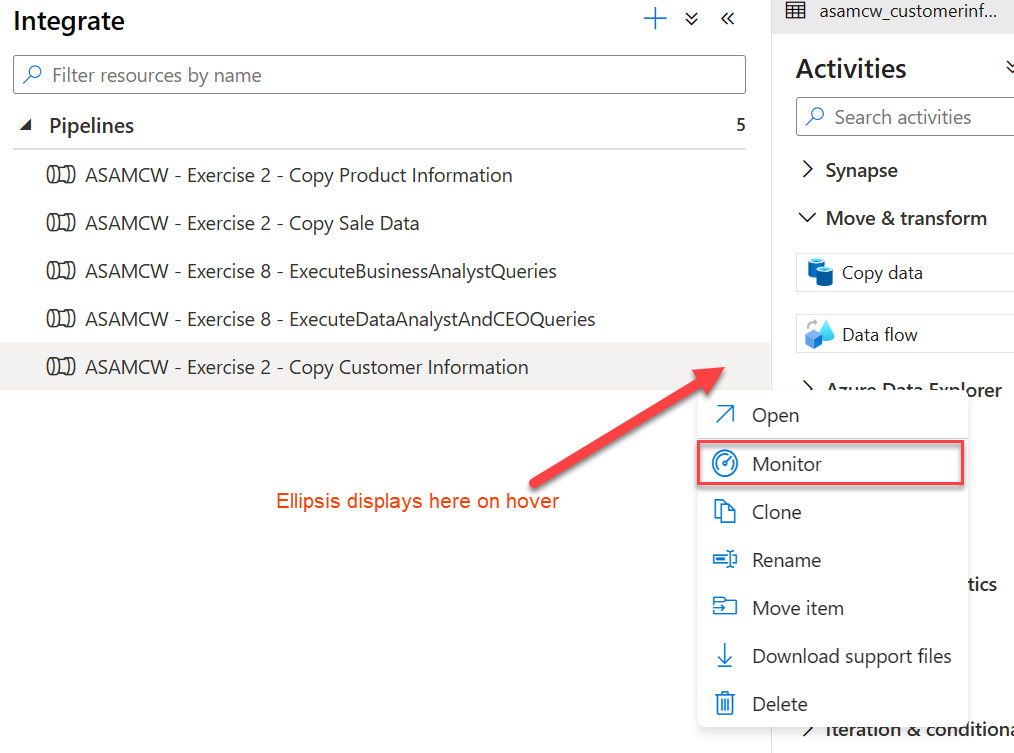 Integrate
Filter resources by name
Pipelines 5
ASAMCW - Exercise 2 - Copy Product Information
ASAMCW - Exercise 2 - Copy Sale Data
ASAMCW - Exercise 8 - ExecuteBusinessAnalystQueries
ASAMCW - Exercise 8 - ExecuteDataAnalystAndCEOQueries
ASAMCW - Exercise 2 - Copy Customer Information
Ellipsis displays here on hover
Open
Monitor
Clone
Rename
Move item
Download support files
Delete
asamcw_customerinf...
Activities
Search activities
Synapse
Move & transform
Copy data
Data flow
Azure Data Explorer
tics
Iteration & conditiona